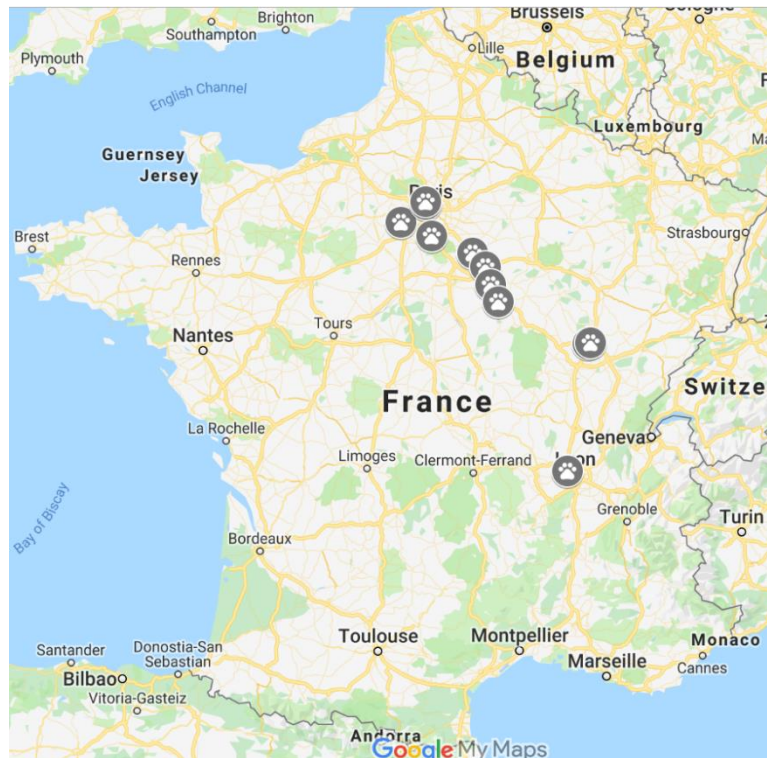 Brussels
Cologne
Brighton
Southampton
Plymouth
Lille
Belgium
English Channel
Luxembourg
Guernsey
Jersey
Paris
Brest
Strasbourg
Rennes
Nantes
Tours
France
Switze
La Rochelle
Geneva
Limoges
Clermont-Ferrand
Lyon
Grenoble
Bay of Biscay
Turin
Bordeaux
Toulouse
Montpellier
Monaco
Santander
Donostia-San
Sebastian
Marseille
Cannes
Bilbao
Vitoria-Gasteiz
Andorra
Google My Maps